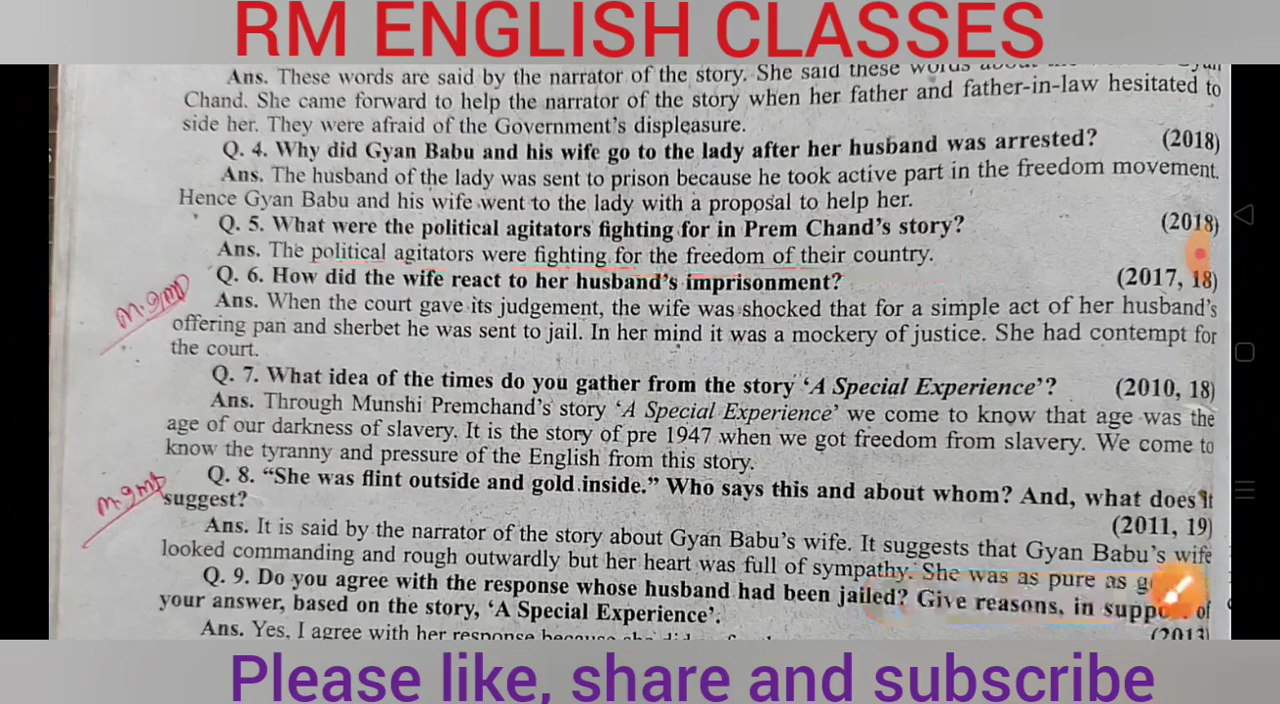 RM ENGLISH CLASSES
Ans. These words are said by the narrator of the story. She said these words
Chand. She came forward to help the narrator of the story when her father and father-in-law hesitated to
side her. They were afraid of the Government's displeasure.
Q. 4. Why did Gyan Babu and his wife go to the lady after her husband was arrested? (2018)
Ans. The husband of the lady was sent to prison because he took active part in the freedom movement.
Hence Gyan Babu and his wife went to the lady with a proposal to help her.
Q. 5. What were the political agitators fighting for in Prem Chand's story? (2018)
Ans. The political agitators were fighting for the freedom of their country.
Q. 6. How did the wife react to her husband's imprisonment? (2017, 18)
Ans. When the court gave its judgement, the wife was shocked that for a simple act of her husband's
offering pan and sherbet he was sent to jail. In her mind it was a mockery of justice. She had contempt for
the court.
Q. 7. What idea of the times do you gather from the story 'A Special Experience'? (2010, 18)
Ans. Through Munshi Premchand's story 'A Special Experience' we come to know that age was the
age of our darkness of slavery. It is the story of pre 1947 when we got freedom from slavery. We come to
know the tyranny and pressure of the English from this story.
Q. 8. "She was flint outside and gold inside." Who says this and about whom? And, what does it
suggest? (2011, 19)
Ans. It is said by the narrator of the story about Gyan Babu's wife. It suggests that Gyan Babu's wife
looked commanding and rough outwardly but her heart was full of sympathy. She was as pure as
Q. 9. Do you agree with the response whose husband had been jailed? Give reasons, in support of
your answer, based on the story, 'A Special Experience'. (2013)
Ans. Yes, I agree with her response because she did
Please like, share and subscribe